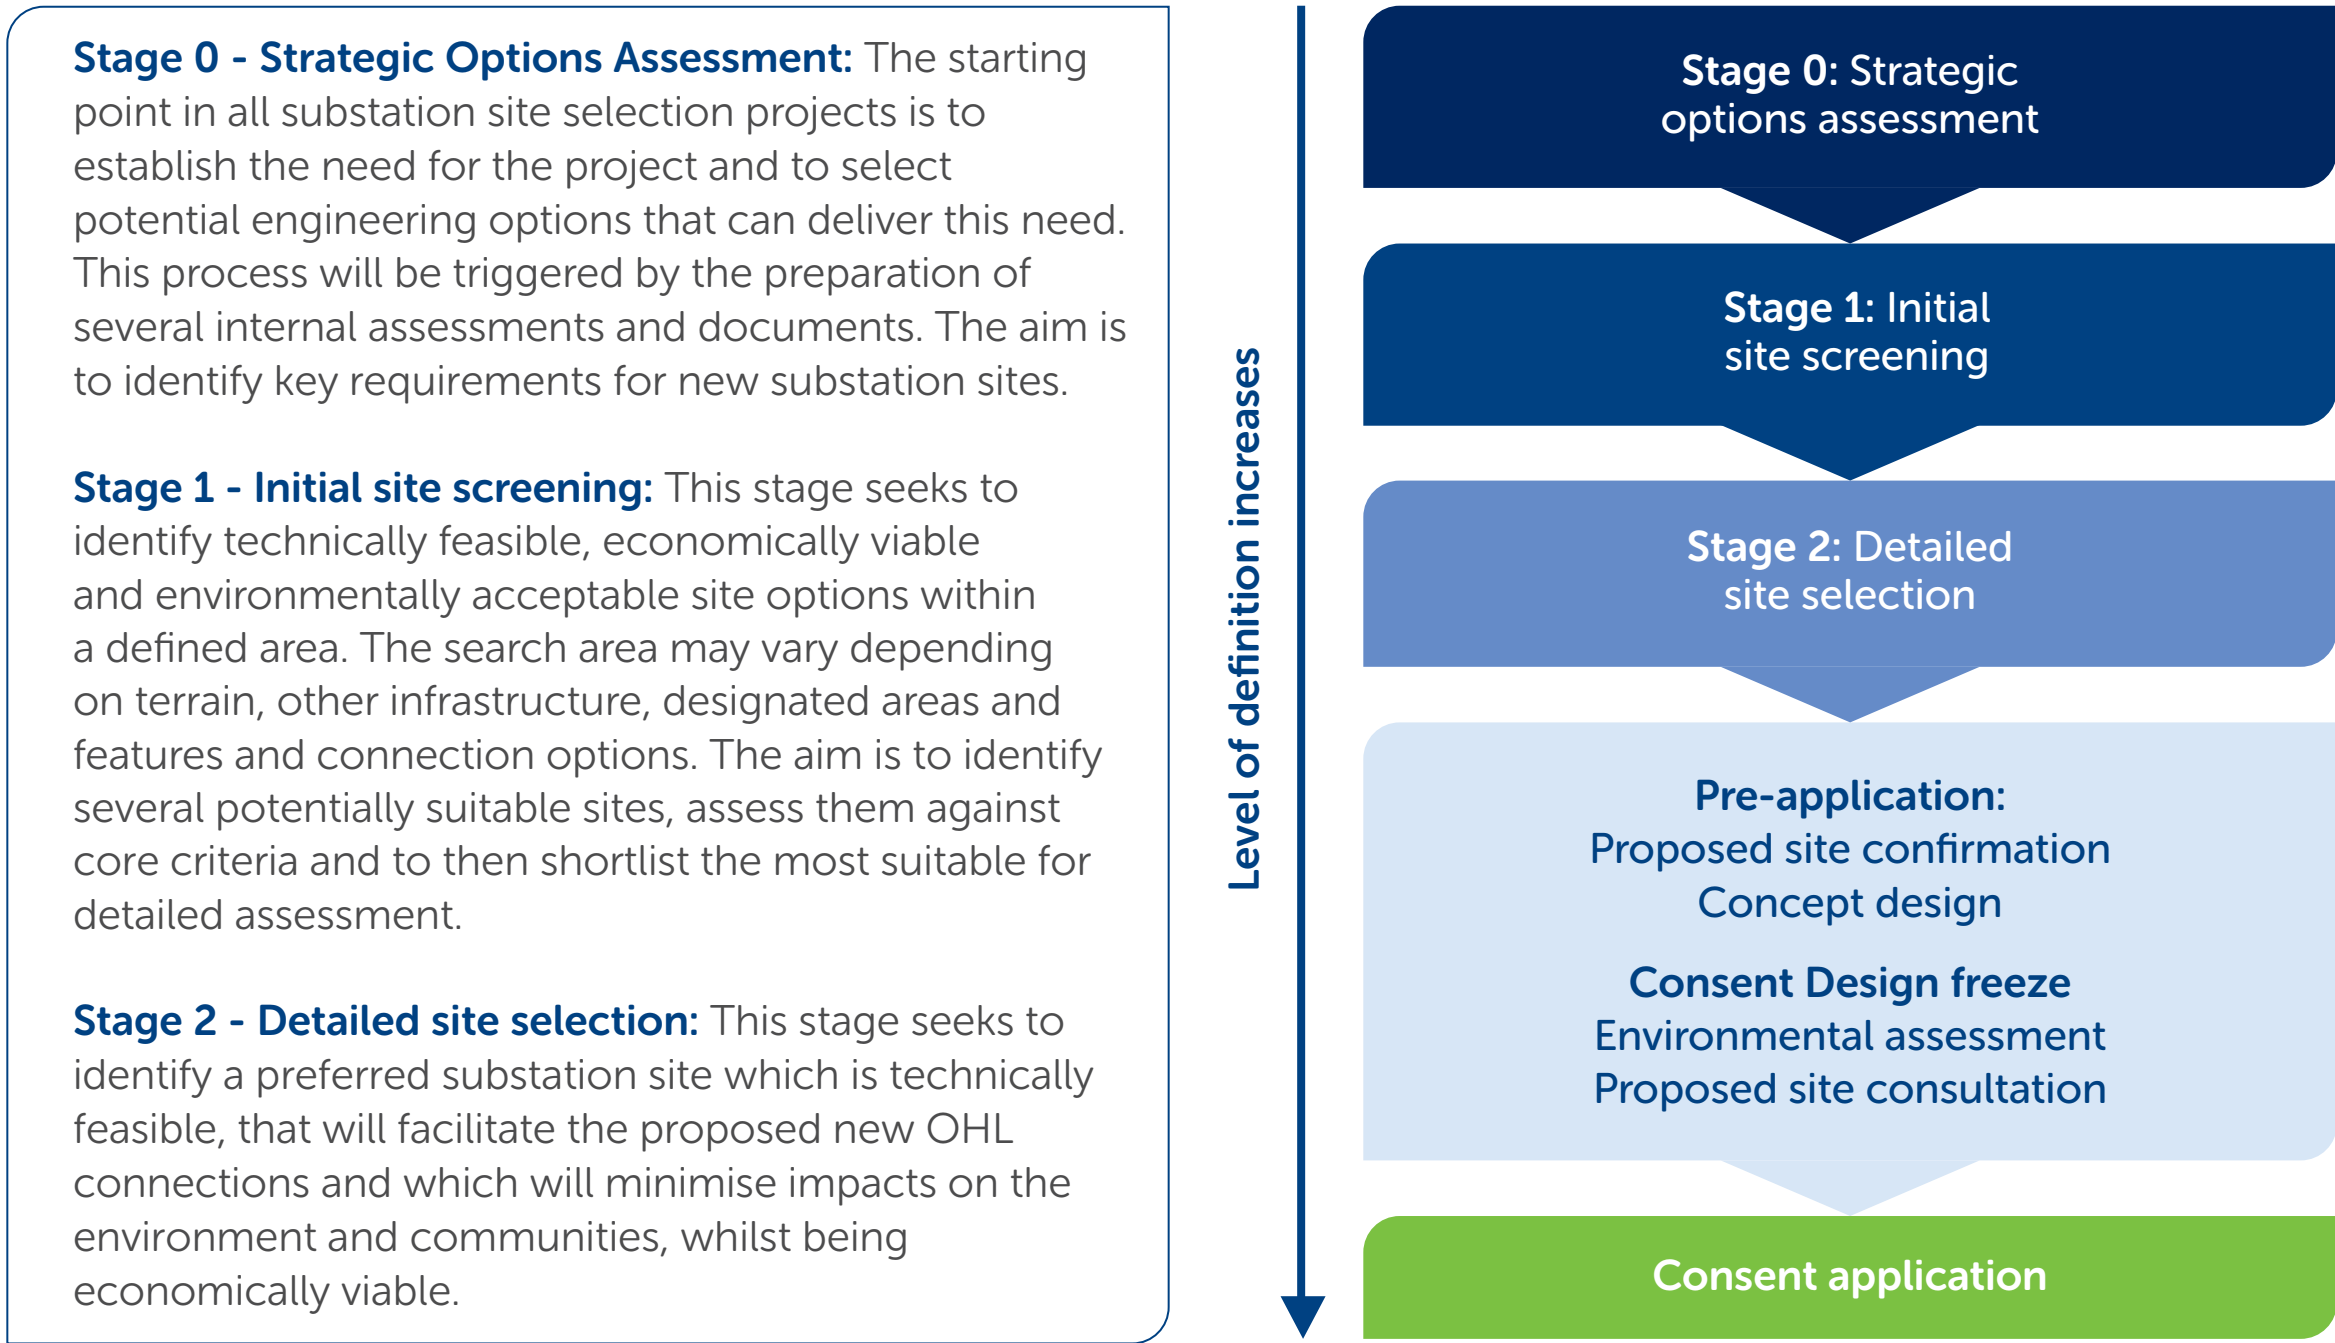 Stage 0 - Strategic Options Assessment: The starting
point in all substation site selection projects is to
establish the need for the project and to select
potential engineering options that can deliver this need.
This process will be triggered by the preparation of
several internal assessments and documents. The aim is
to identify key requirements for new substation sites.
Stage 1 - Initial site screening: This stage seeks to
identify technically feasible, economically viable
and environmentally acceptable site options within
a defined area. The search area may vary depending
on terrain, other infrastructure, designated areas and
features and connection options. The aim is to identify
several potentially suitable sites, assess them against
core criteria and to then shortlist the most suitable for
detailed assessment.
Stage 2 - Detailed site selection: This stage seeks to
identify a preferred substation site which is technically
feasible, that will facilitate the proposed new OHL
connections and which will minimise impacts on the
environment and communities, whilst being
economically viable.
Level of definition increases
Stage 0: Strategic
options assessment
Stage 1: Initial
site screening
Stage 2: Detailed
site selection
Pre-application:
Proposed site confirmation
Concept design
Consent Design freeze
Environmental assessment
Proposed site consultation
Consent application